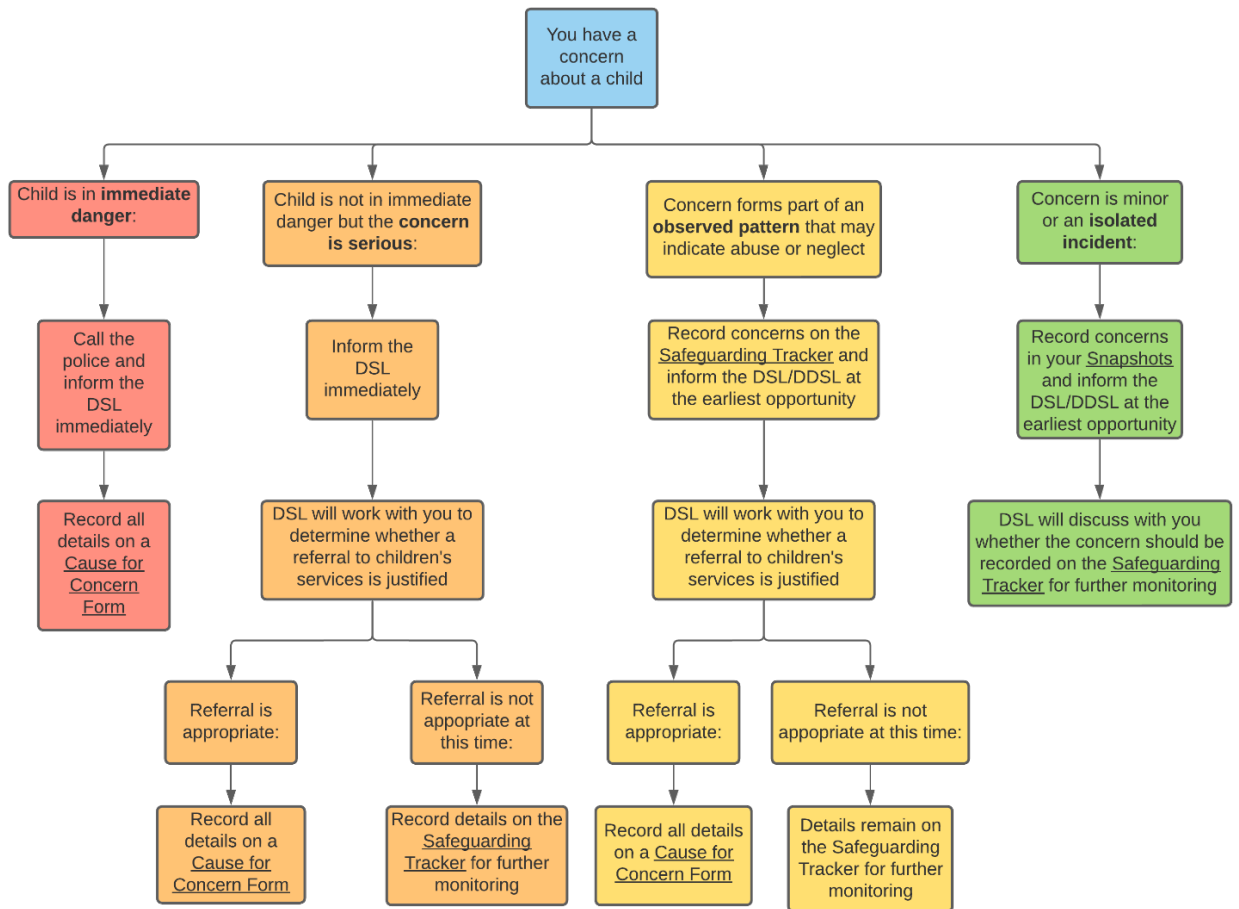 You have a
concern
about a child
Child is in immediate
danger:
Call the
police and
inform the
DSL
immediately
Record all
details on a
Cause for
Concern
Form
Child is not in immediate
danger but the concern
is serious:
Inform the
DSL
immediately
DSL will work with you to
determine whether a
referral to children's
services is justified
Referral is
appropriate:
Record all
details on a
Cause for
Concern Form
Referral is not
appopriate at
this time:
Record details on the
Safeguarding
Tracker for further
monitoring
Concern forms part of an
observed pattern that may
indicate abuse or neglect
Record concerns on the
Safeguarding Tracker and
inform the DSL/DDSL at
the earliest opportunity
DSL will work with you to
determine whether a
referral to children's
services is justified
Referral is
appropriate:
Record all details
on a Cause for
Concern Form
Referral is not
appopriate at this time:
Details remain on
the Safeguarding
Tracker for further
monitoring
Concern is minor
or an isolated
incident:
Record concerns
in your Snapshots
and inform the
DSL/DDSL at the
earliest opportunity
DSL will discuss with you
whether the concern should be
recorded on the Safeguarding
Tracker for further monitoring